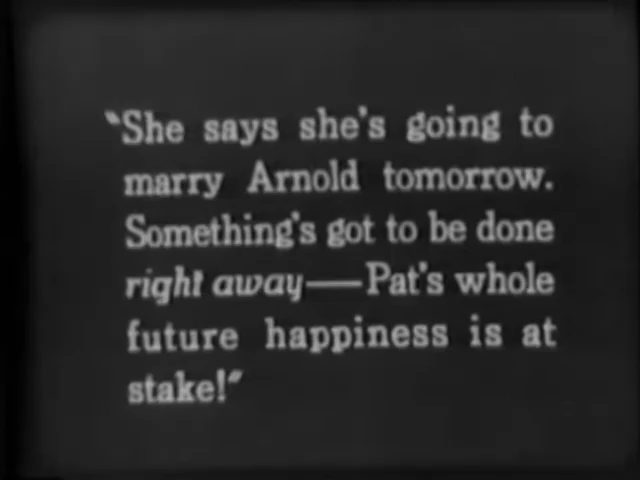 "She says she's going to
marry Arnold tomorrow.
Something's got to be done
right away—Pat's whole
future happiness is at
stake!"